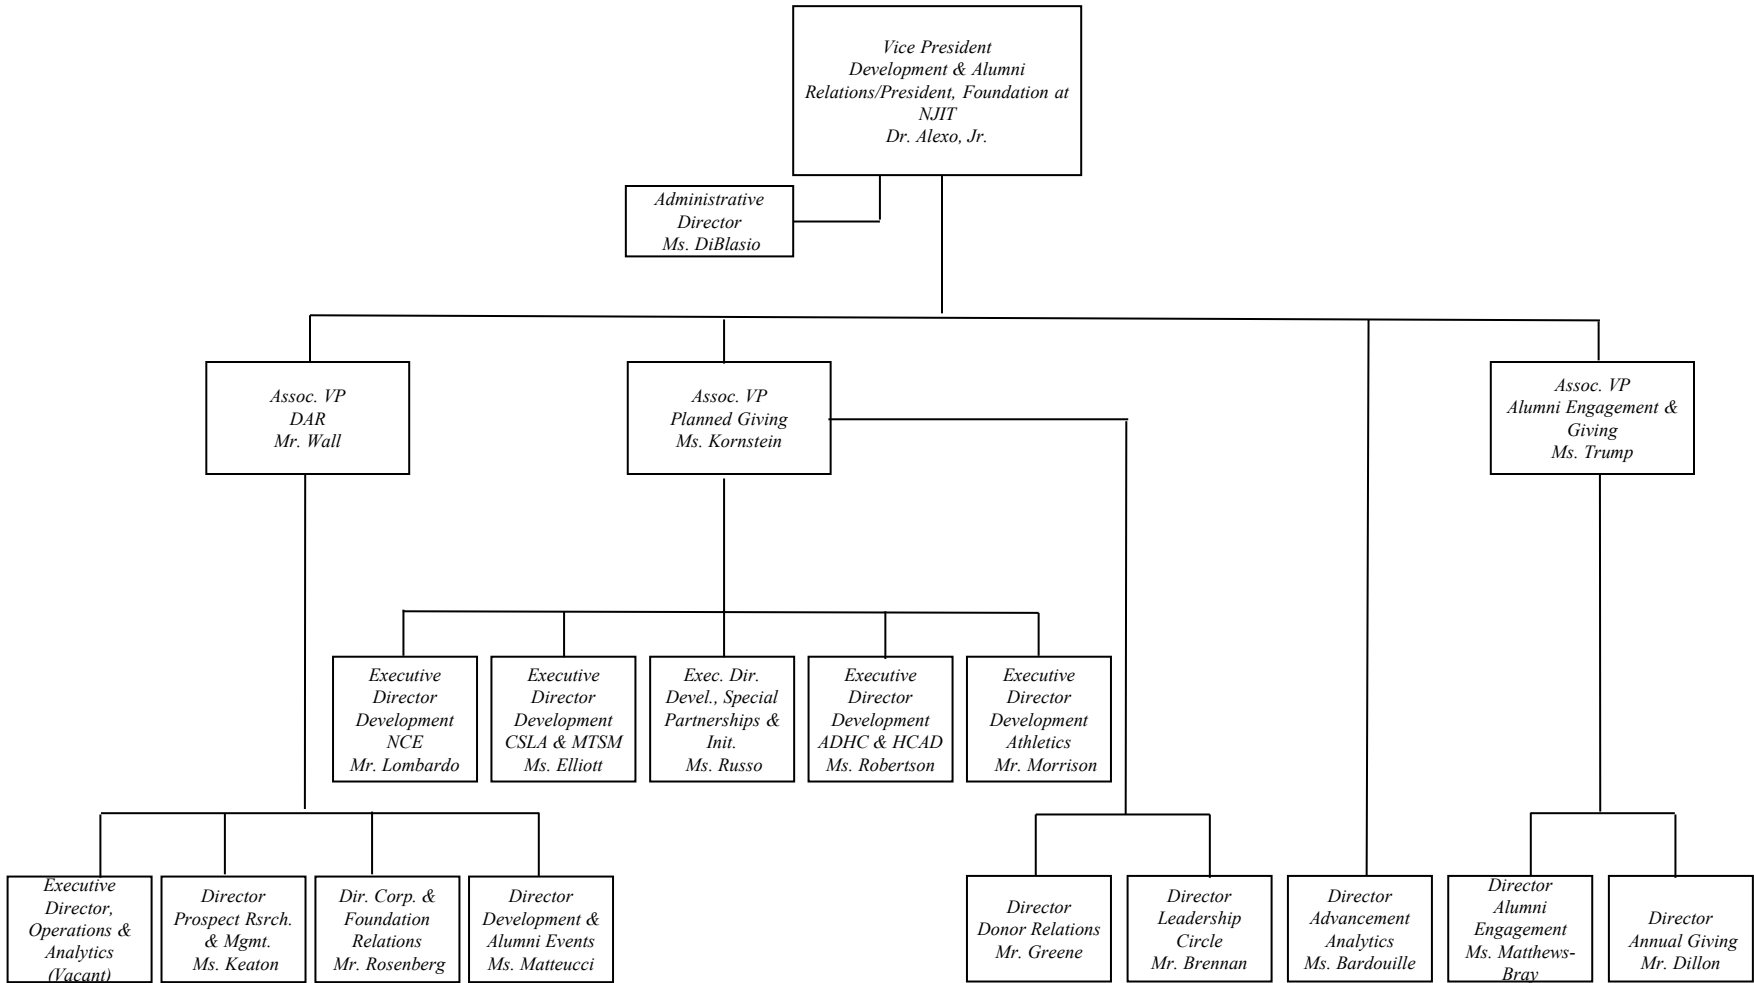 Vice President
Development & Alumni
Relations/President, Foundation at
NJIT
Dr. Alexo, Jr.
Administrative
Director
Ms. DiBlasio
Assoc. VP
DAR
Mr. Wall
Assoc. VP
Planned Giving
Ms. Kornstein
Assoc. VP
Alumni Engagement &
Giving
Ms. Trump
Executive
Director
Development
NCE
Mr. Lombardo
Executive
Director
Development
CSLA & MTSM
Ms. Elliott
Exec. Dir.
Devel., Special
Partnerships &
Init.
Ms. Russo
Executive
Director
Development
ADHC & HCAD
Ms. Robertson
Executive
Director
Development
Athletics
Mr. Morrison
Executive
Director,
Operations &
Analytics
(Vacant)
Director
Prospect Rsrch.
& Mgmt.
Ms. Keaton
Dir. Corp. &
Foundation
Relations
Mr. Rosenberg
Director
Development &
Alumni Events
Ms. Matteucci
Director
Donor Relations
Mr. Greene
Director
Leadership
Circle
Mr. Brennan
Director
Advancement
Analytics
Ms. Bardouille
Director
Alumni
Engagement
Ms. Matthews-
Bray
Director
Annual Giving
Mr. Dillon